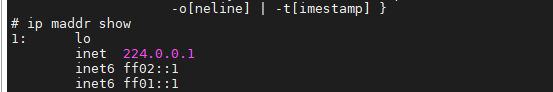 -o[neline] | -t[imestamp] }
# ip maddr show
1:      lo
        inet  224.0.0.1
        inet6 ff02::1
        inet6 ff01::1